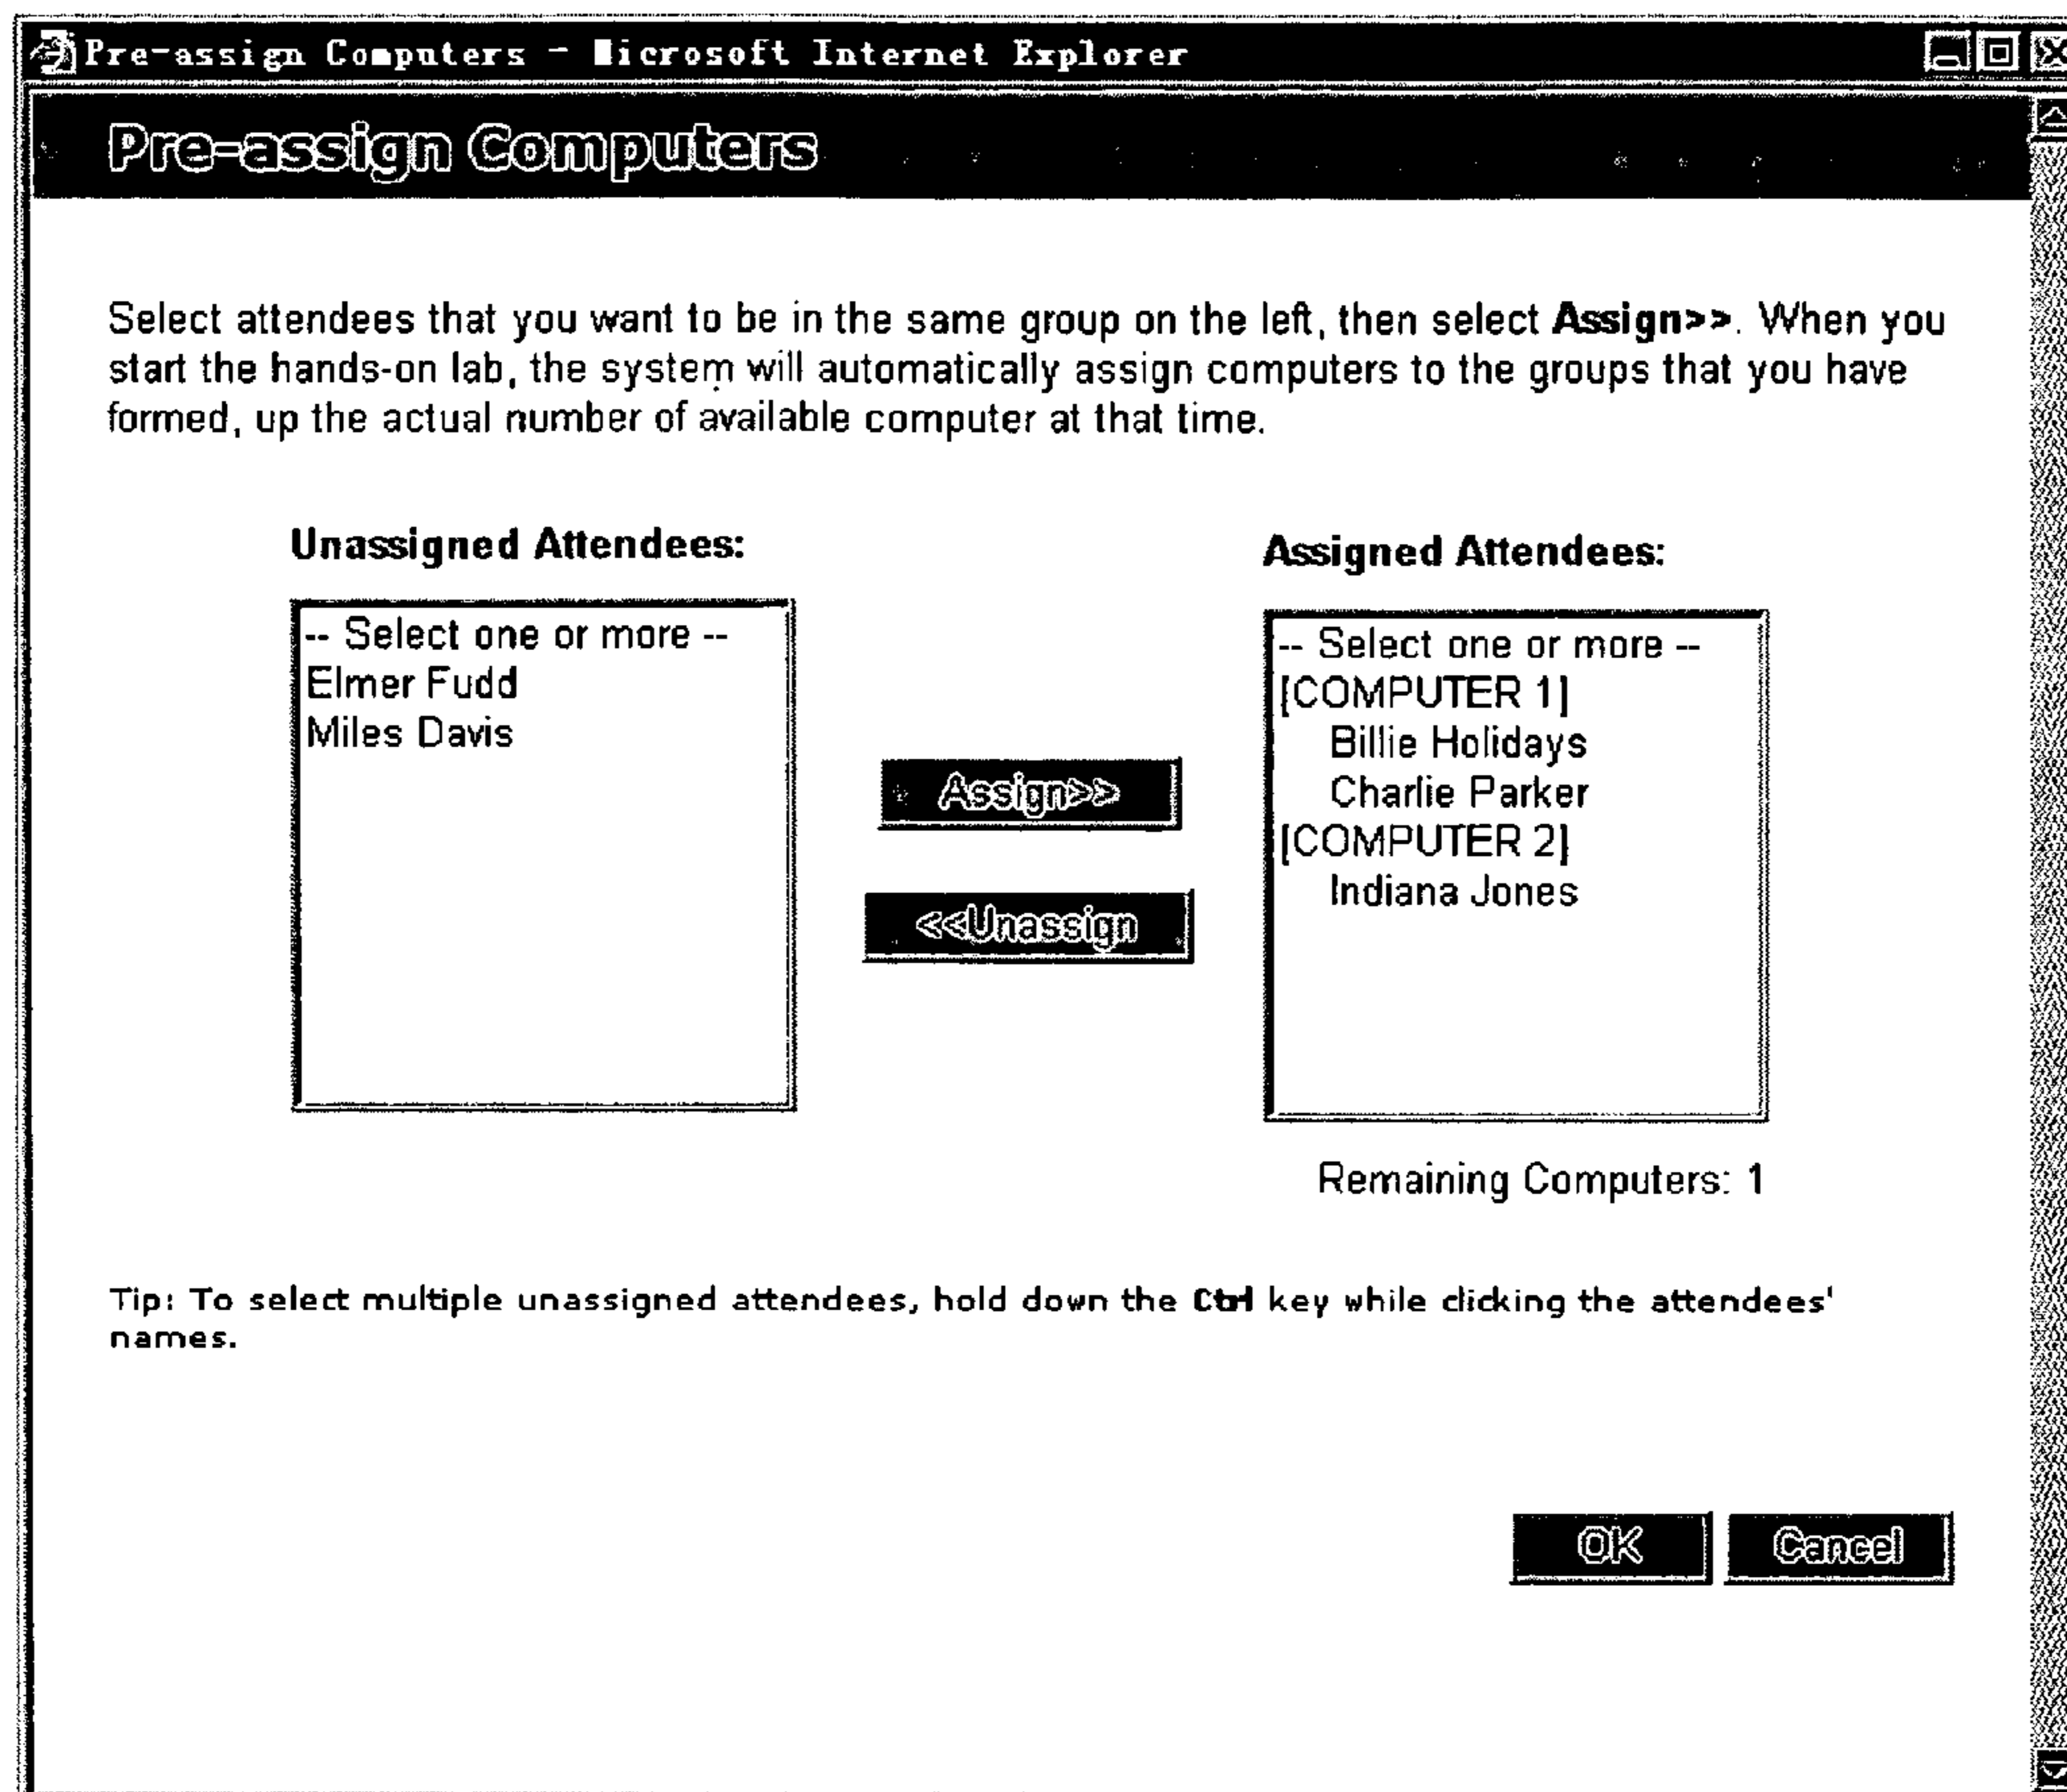 Pre-assign Computers - Microsoft Internet Explorer
Pre-assign Computers
Select attendees that you want to be in the same group on the left, then select Assign>>. When you
start the hands-on lab, the system will automatically assign computers to the groups that you have
formed, up the actual number of available computer at that time.
Unassigned Attendees:
-- Select one or more --
Elmer Fudd
Miles Davis
Assign>>
<<Unassign
Assigned Attendees:
-- Select one or more --
[COMPUTER 1]
Billie Holidays
Charlie Parker
[COMPUTER 2]
Indiana Jones
Remaining Computers: 1
Tip: To select multiple unassigned attendees, hold down the Ctrl key while clicking the attendees'
names.
OK
Cancel